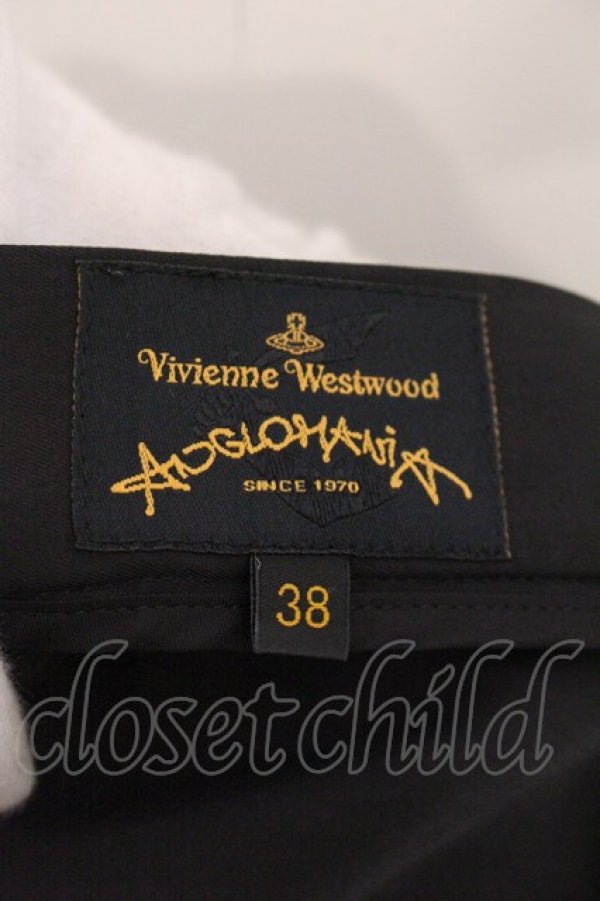 Vivienne Westwood
ANGLOMANIA
SINCE 1970
38
closetchild